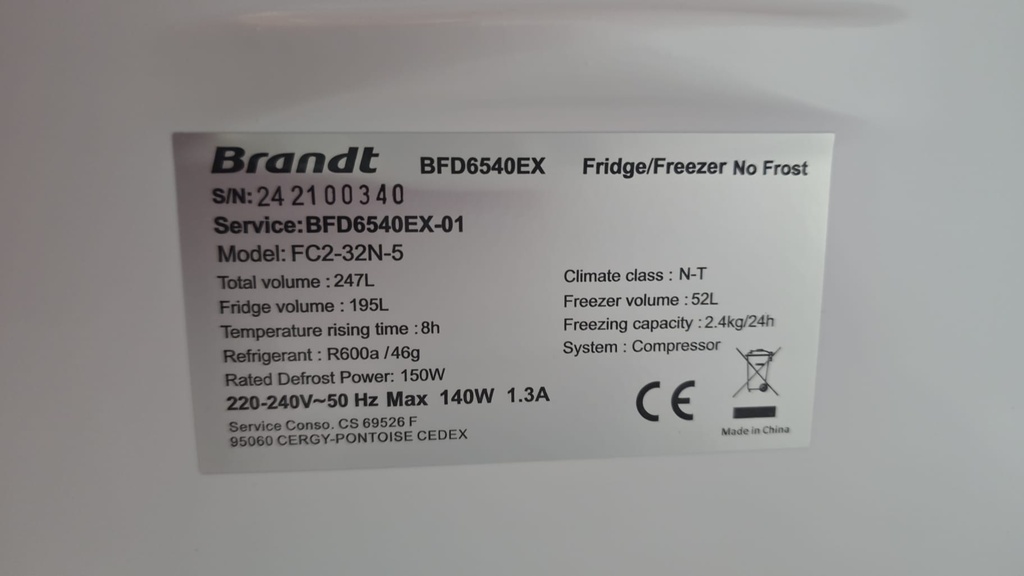 Brandt BFD6540EX Fridge/Freezer No Frost
S/N: 242100340
Service:BFD6540EX-01
Model: FC2-32N-5
Total volume : 247L
Fridge volume : 195L
Temperature rising time : 8h
Refrigerant : R600a /46g
Rated Defrost Power: 150W
220-240V~50 Hz Max 140W 1.3A
Service Conso. CS 69526 F
95060 CERGY-PONTOISE CEDEX
Climate class : N-T
Freezer volume : 52L
Freezing capacity : 2.4kg/24h
System : Compressor
CE
Made in China